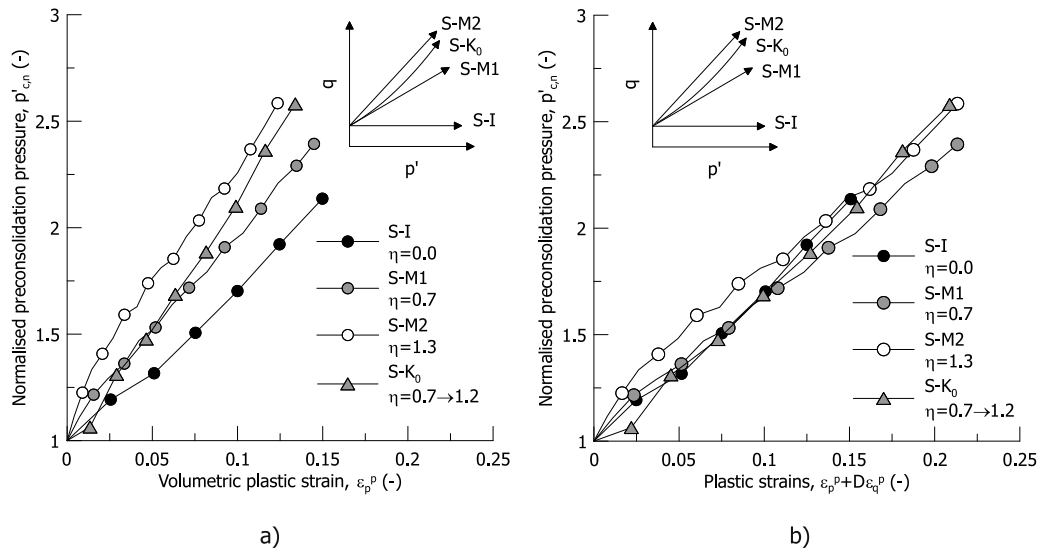 Normalised preconsolidation pressure, p'c,n (-)
3
2.5
2
1.5
1
0
0.05
0.1
0.15
0.2
0.25
Volumetric plastic strain, εpᵖ (-)
q
p'
S-M2
S-K₀
S-M1
S-I
S-I
η=0.0
S-M1
η=0.7
S-M2
η=1.3
S-K₀
η=0.7→1.2
a)
Normalised preconsolidation pressure, p'c,n (-)
3
2.5
2
1.5
1
0
0.05
0.1
0.15
0.2
0.25
Plastic strains, εpᵖ+Dεqᵖ (-)
q
p'
S-M2
S-K₀
S-M1
S-I
S-I
η=0.0
S-M1
η=0.7
S-M2
η=1.3
S-K₀
η=0.7→1.2
b)